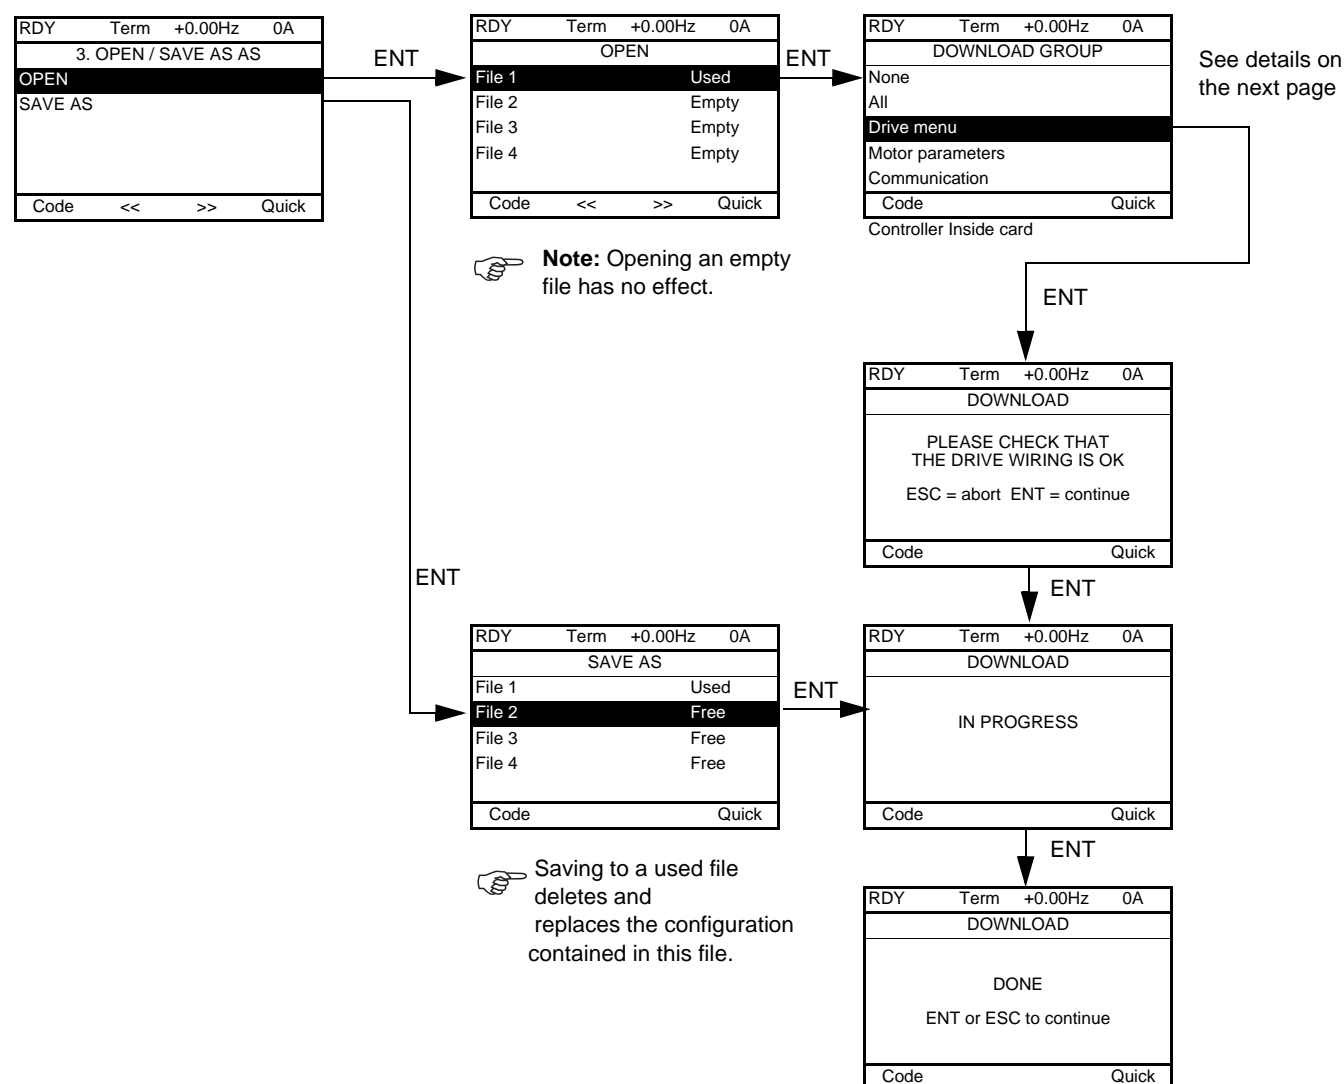 RDY Term +0.00Hz 0A
3. OPEN / SAVE AS AS
OPEN
SAVE AS
Code << >> Quick
ENT
RDY Term +0.00Hz 0A
OPEN
File 1 Used
File 2 Empty
File 3 Empty
File 4 Empty
Code << >> Quick
Note: Opening an empty
file has no effect.
ENT
RDY Term +0.00Hz 0A
DOWNLOAD GROUP
None
All
Drive menu
Motor parameters
Communication
Code Quick
Controller Inside card
See details on
the next page
ENT
RDY Term +0.00Hz 0A
DOWNLOAD
PLEASE CHECK THAT
THE DRIVE WIRING IS OK
ESC = abort ENT = continue
Code Quick
ENT
ENT
RDY Term +0.00Hz 0A
SAVE AS
File 1 Used
File 2 Free
File 3 Free
File 4 Free
Code Quick
Saving to a used file
deletes and
replaces the configuration
contained in this file.
ENT
RDY Term +0.00Hz 0A
DOWNLOAD
IN PROGRESS
Code Quick
ENT
RDY Term +0.00Hz 0A
DOWNLOAD
DONE
ENT or ESC to continue
Code Quick